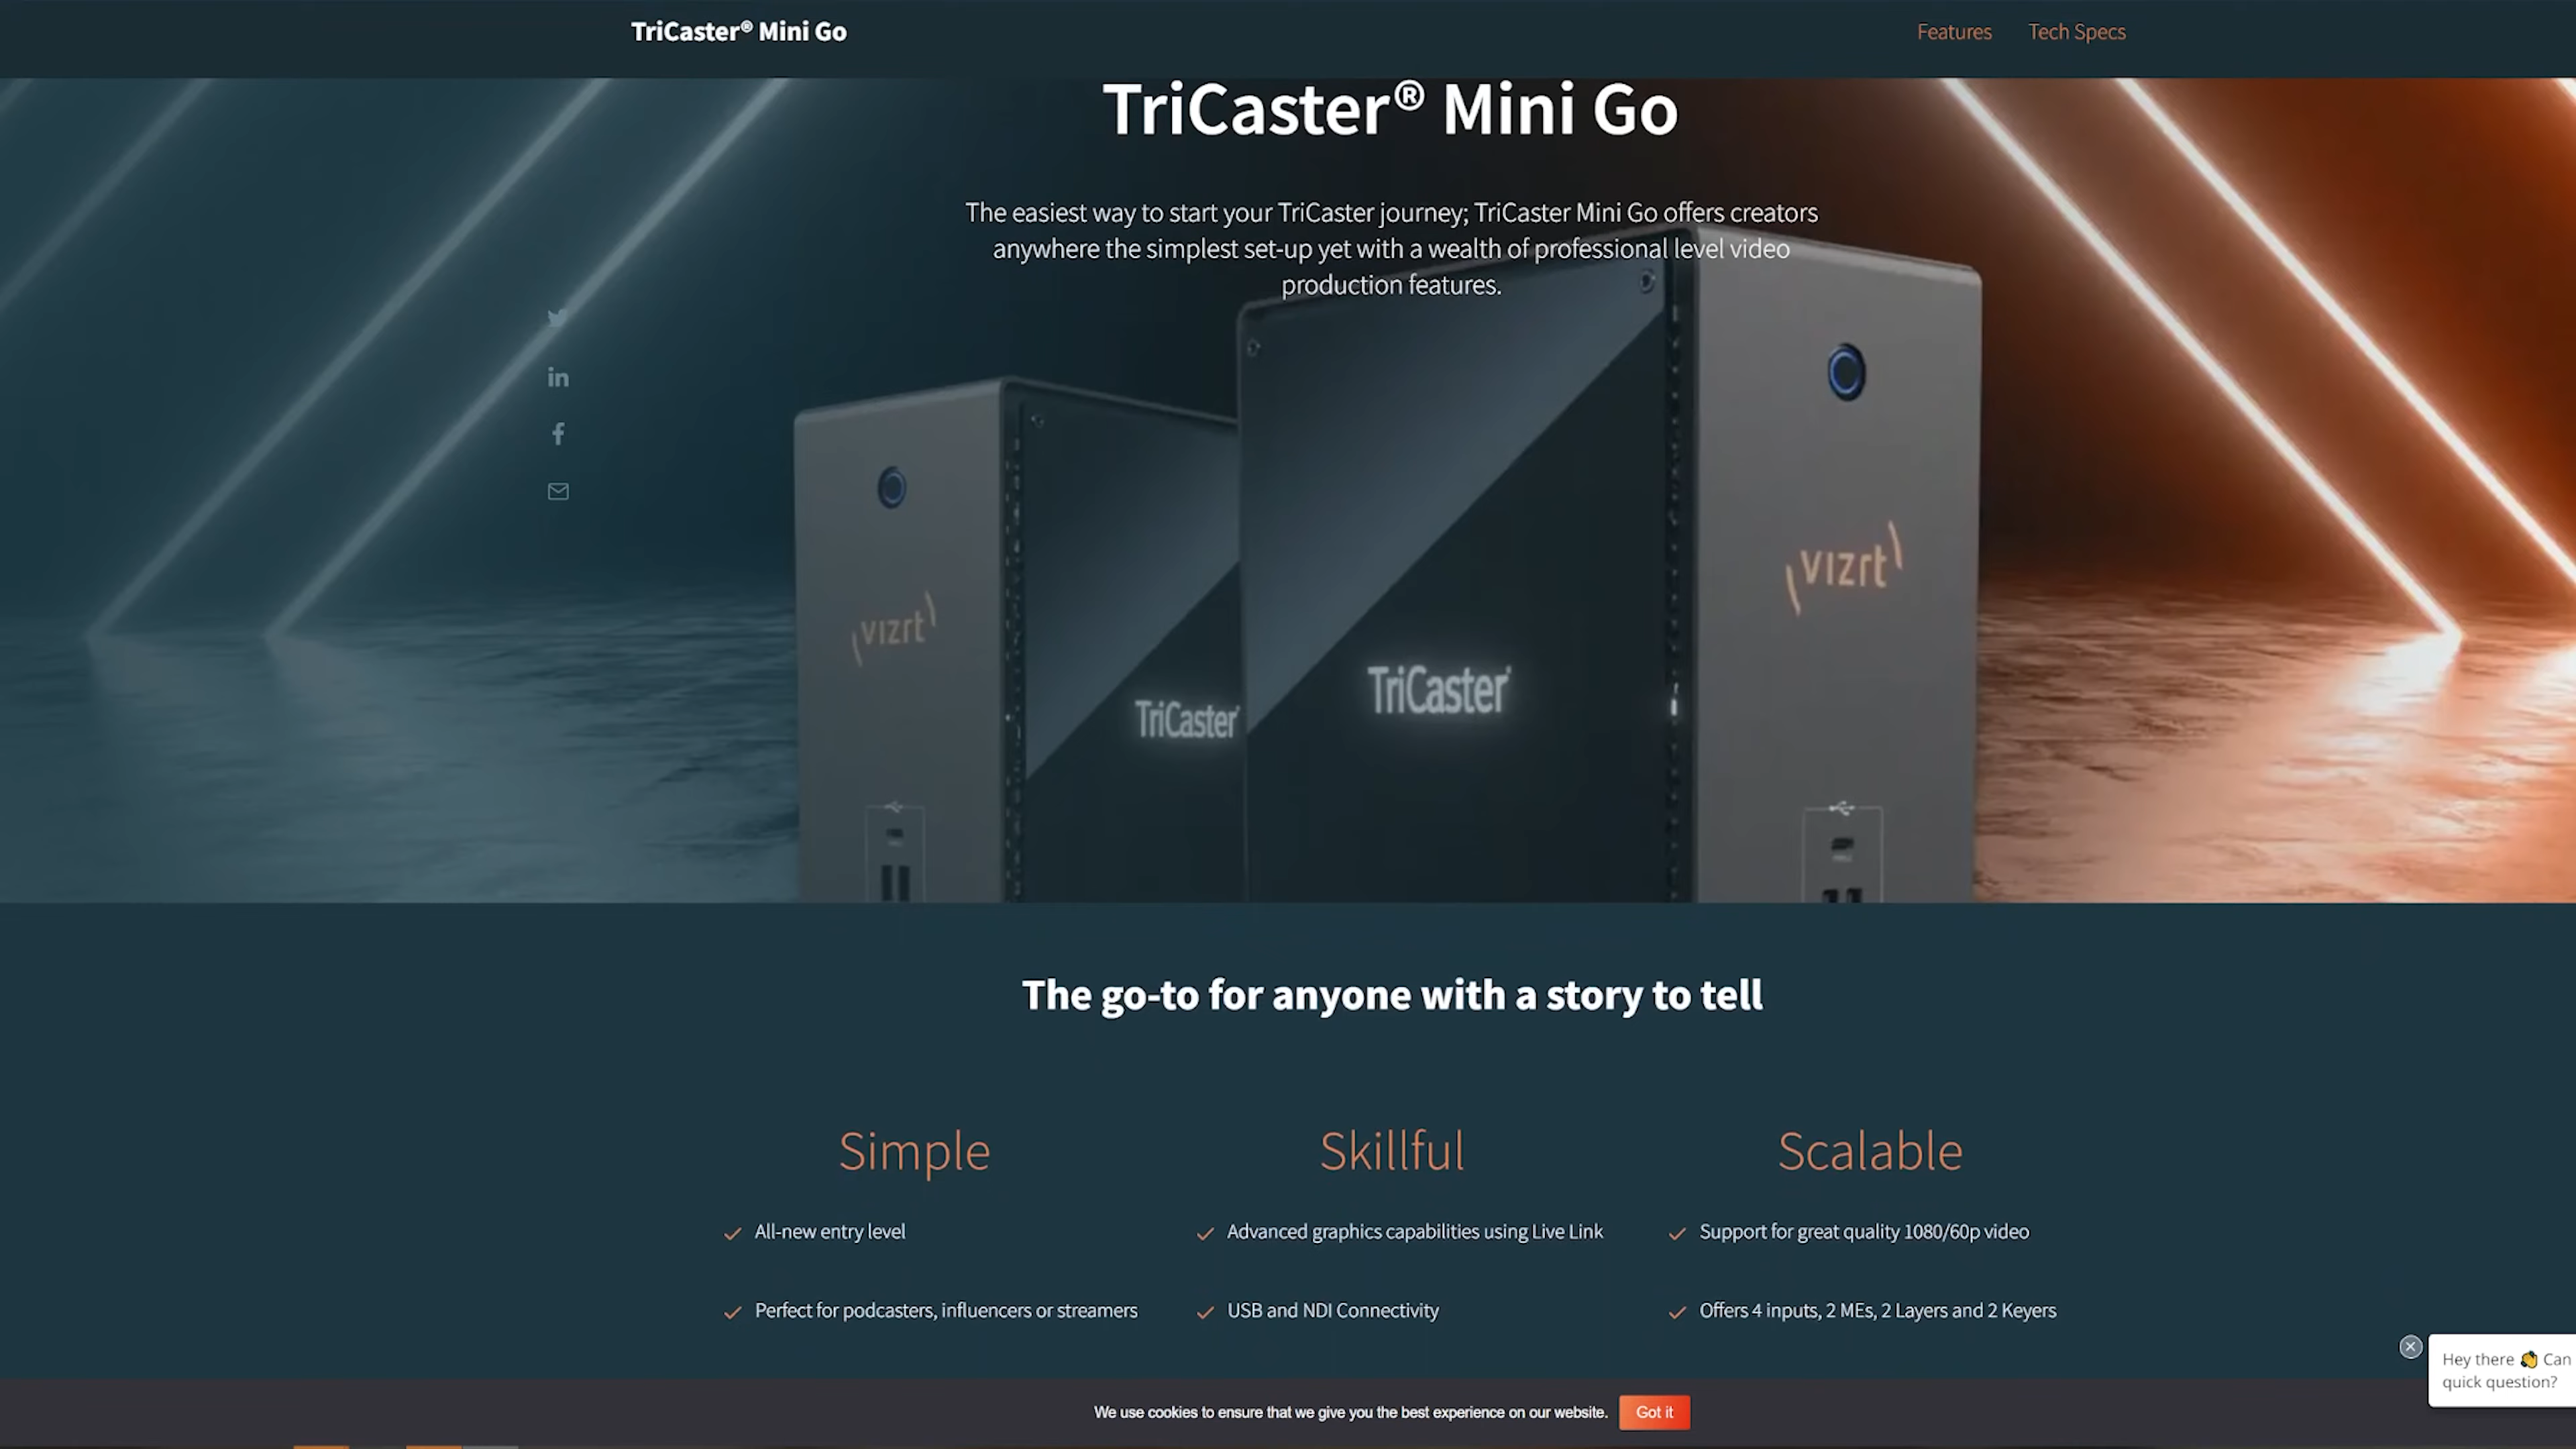 TriCaster® Mini Go
Features
Tech Specs
TriCaster® Mini Go
The easiest way to start your TriCaster journey; TriCaster Mini Go offers creators
anywhere the simplest set-up yet with a wealth of professional level video
production features.
vizrt
vizrt
TriCaster
TriCaster
The go-to for anyone with a story to tell
Simple
All-new entry level
Perfect for podcasters, influencers or streamers
Skillful
Advanced graphics capabilities using Live Link
USB and NDI Connectivity
Scalable
Support for great quality 1080/60p video
Offers 4 inputs, 2 MEs, 2 Layers and 2 Keyers
Hey there 👋 Can
quick question?
We use cookies to ensure that we give you the best experience on our website.
Got it